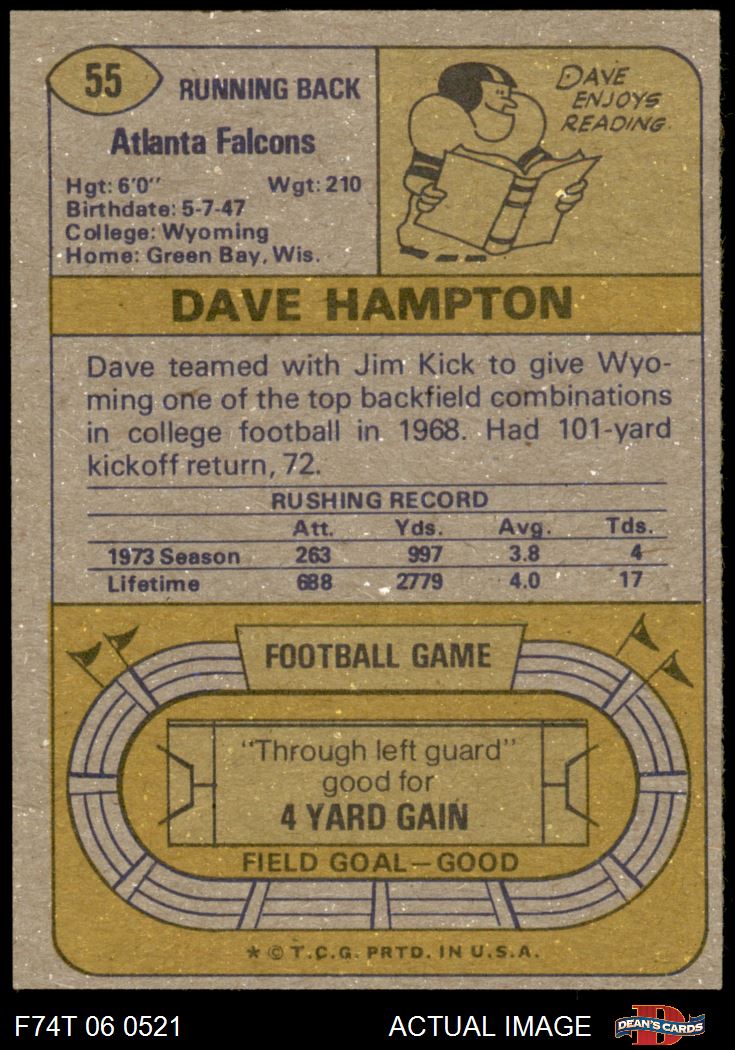 55
RUNNING BACK
Atlanta Falcons
Hgt: 6'0" Wgt: 210
Birthdate: 5-7-47
College: Wyoming
Home: Green Bay, Wis.
DAVE
ENJOYS
READING.
DAVE HAMPTON
Dave teamed with Jim Kick to give Wyo-
ming one of the top backfield combinations
in college football in 1968. Had 101-yard
kickoff return, 72.
RUSHING RECORD
Att. Yds. Avg. Tds.
1973 Season 263 997 3.8 4
Lifetime 688 2779 4.0 17
FOOTBALL GAME
"Through left guard"
good for
4 YARD GAIN
FIELD GOAL—GOOD
* © T.C.G. PRTD. IN U.S.A.
F74T 06 0521 ACTUAL IMAGE
D
DEAN'S CARDS